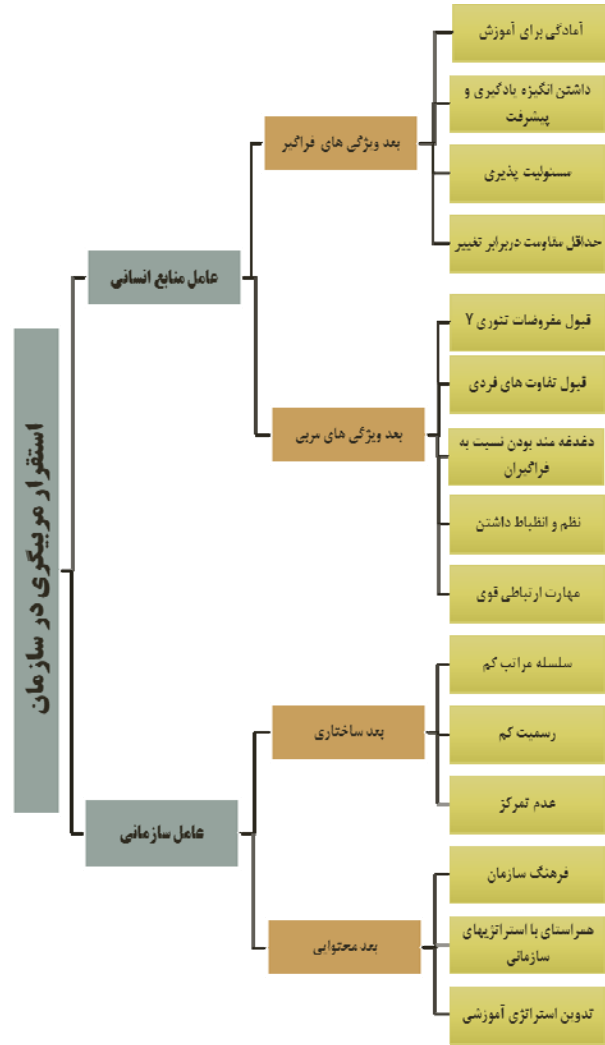 استقرار مربیگری در سازمان
عامل منابع انسانی
بعد ویژگی های فراگیر
آمادگی برای آموزش
داشتن انگیزه یادگیری و
پیشرفت
مسئولیت پذیری
حداقل مقاومت دربرابر تغییر
بعد ویژگی های مربی
قبول مفروضات تئوری Y
قبول تفاوت های فردی
دغدغه مند بودن نسبت به
فراگیران
نظم و انظباط داشتن
مهارت ارتباطی قوی
عامل سازمانی
بعد ساختاری
سلسله مراتب کم
رسمیت کم
عدم تمرکز
بعد محتوایی
فرهنگ سازمان
همراستای با استراتژیهای
سازمانی
تدوین استراتژی آموزشی